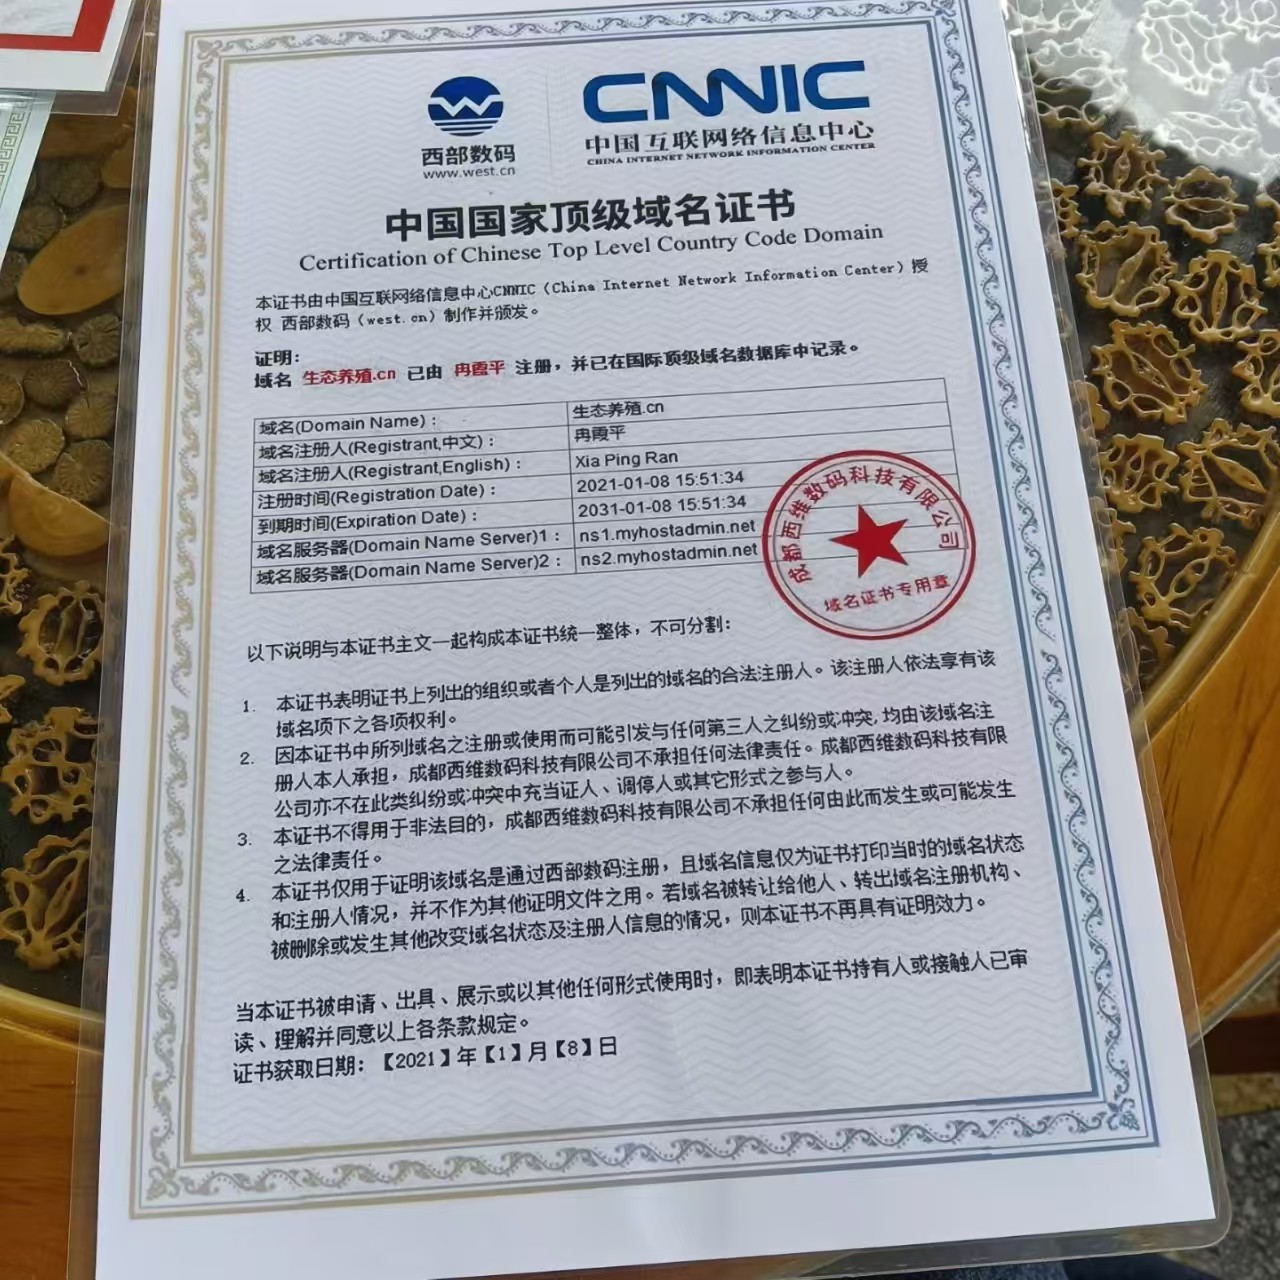 西部数码
www.west.cn
CNNIC
中国互联网络信息中心
CHINA INTERNET NETWORK INFORMATION CENTER
中国国家顶级域名证书
Certification of Chinese Top Level Country Code Domain
本证书由中国互联网络信息中心CNNIC（China Internet Network Information Center）授
权 西部数码（west.cn）制作并颁发。
证明：
域名 生态养殖.cn 已由 冉霞平 注册，并已在国际顶级域名数据库中记录。
域名(Domain Name)： 生态养殖.cn
域名注册人(Registrant,中文)： 冉霞平
域名注册人(Registrant,English)： Xia Ping Ran
注册时间(Registration Date)： 2021-01-08 15:51:34
到期时间(Expiration Date)： 2031-01-08 15:51:34
域名服务器(Domain Name Server)1： ns1.myhostadmin.net
域名服务器(Domain Name Server)2： ns2.myhostadmin.net
成都西维数码科技有限公司
域名证书专用章
以下说明与本证书主文一起构成本证书统一整体，不可分割：
1. 本证书表明证书上列出的组织或者个人是列出的域名的合法注册人。该注册人依法享有该
域名项下之各项权利。
2. 因本证书中所列域名之注册或使用而可能引发与任何第三人之纠纷或冲突,均由该域名注
册人本人承担，成都西维数码科技有限公司不承担任何法律责任。成都西维数码科技有限
公司亦不在此类纠纷或冲突中充当证人、调停人或其它形式之参与人。
3. 本证书不得用于非法目的，成都西维数码科技有限公司不承担任何由此而发生或可能发生
之法律责任。
4. 本证书仅用于证明该域名是通过西部数码注册，且域名信息仅为证书打印当时的域名状态
和注册人情况，并不作为其他证明文件之用。若域名被转让给他人、转出域名注册机构、
被删除或发生其他改变域名状态及注册人信息的情况，则本证书不再具有证明效力。
当本证书被申请、出具、展示或以其他任何形式使用时，即表明本证书持有人或接触人已审
读、理解并同意以上各条款规定。
证书获取日期：【2021】年【1】月【8】日